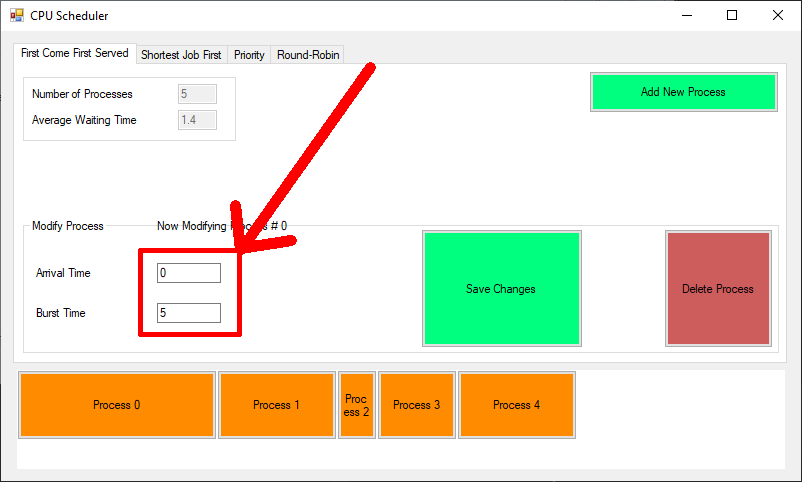 CPU Scheduler
First Come First Served Shortest Job First Priority Round-Robin
Number of Processes 5
Add New Process
Average Waiting Time 1.4
Modify Process Now Modifying Process # 0
Arrival Time 0
Save Changes Delete Process
Burst Time 5
Process 0 Process 1 Process 2 Process 3 Process 4